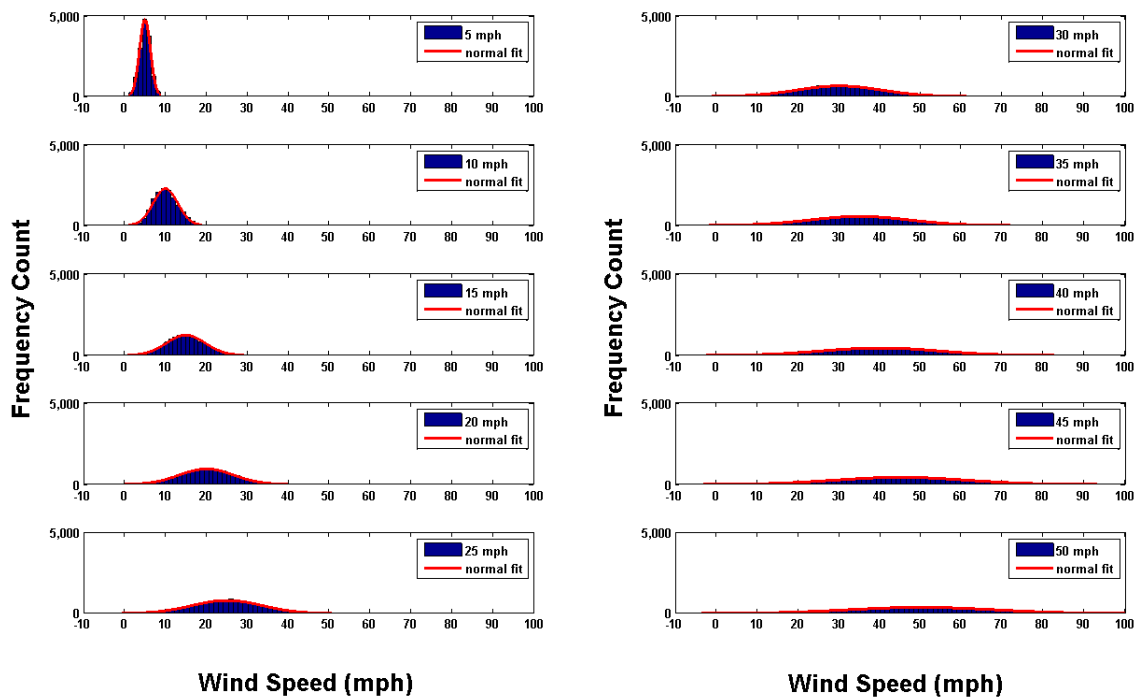 5,000
5 mph
normal fit
0
-10 0 10 20 30 40 50 60 70 80 90 100
5,000
10 mph
normal fit
0
-10 0 10 20 30 40 50 60 70 80 90 100
5,000
15 mph
normal fit
0
-10 0 10 20 30 40 50 60 70 80 90 100
5,000
20 mph
normal fit
0
-10 0 10 20 30 40 50 60 70 80 90 100
5,000
25 mph
normal fit
0
-10 0 10 20 30 40 50 60 70 80 90 100
Frequency Count
Wind Speed (mph)
5,000
30 mph
normal fit
0
-10 0 10 20 30 40 50 60 70 80 90 100
5,000
35 mph
normal fit
0
-10 0 10 20 30 40 50 60 70 80 90 100
5,000
40 mph
normal fit
0
-10 0 10 20 30 40 50 60 70 80 90 100
5,000
45 mph
normal fit
0
-10 0 10 20 30 40 50 60 70 80 90 100
5,000
50 mph
normal fit
0
-10 0 10 20 30 40 50 60 70 80 90 100
Frequency Count
Wind Speed (mph)